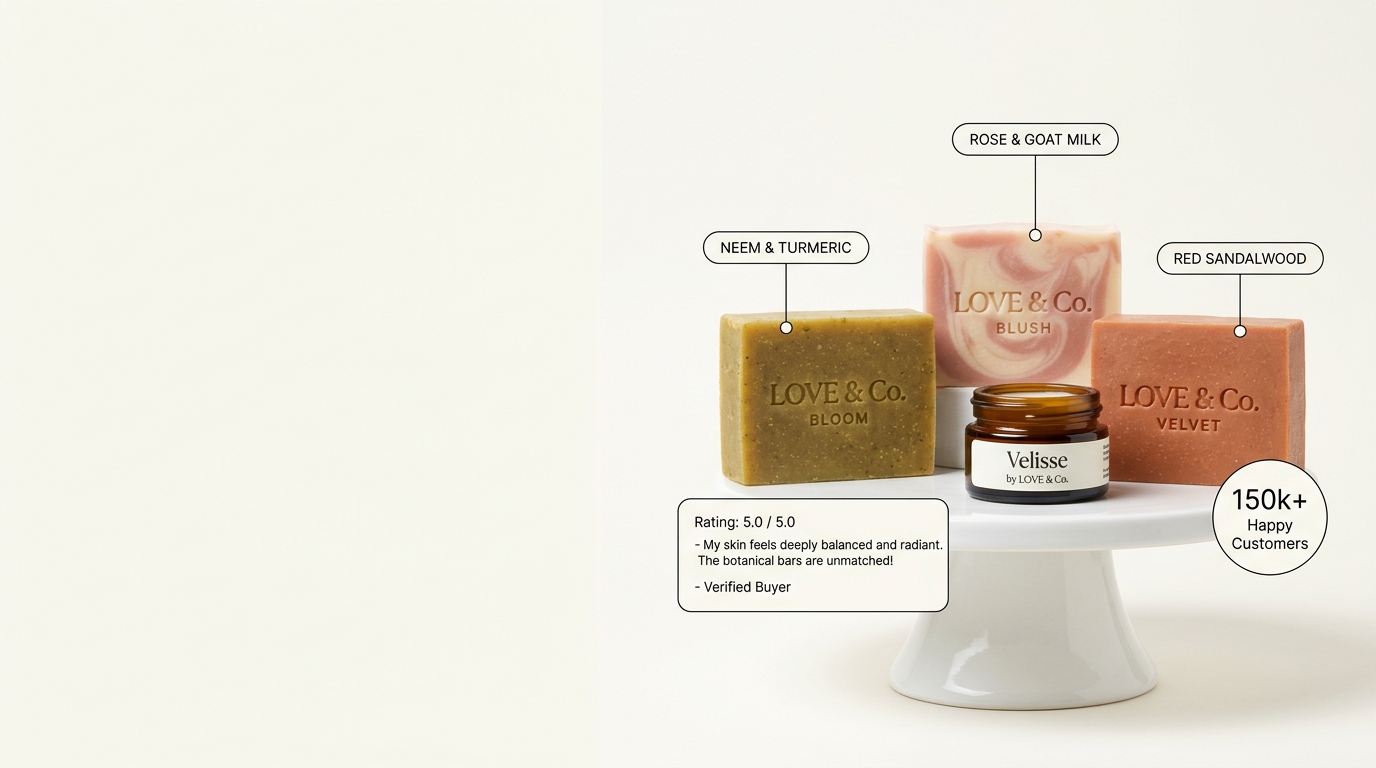 ROSE & GOAT MILK
NEEM & TURMERIC
RED SANDALWOOD
LOVE & Co.
BLUSH
LOVE & Co.
BLOOM
LOVE & Co.
VELVET
Velisse
by LOVE & Co.
150k+
Happy
Customers
Rating: 5.0 / 5.0
- My skin feels deeply balanced and radiant.
The botanical bars are unmatched!
- Verified Buyer